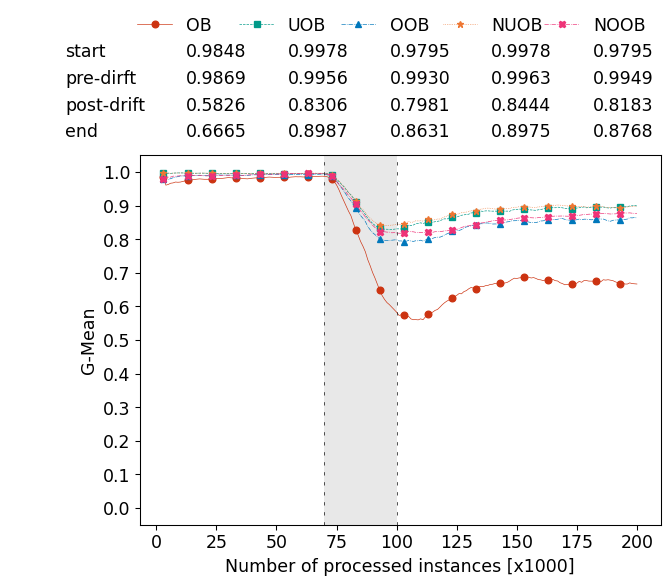 OB UOB OOB NUOB NOOB
start 0.9848 0.9978 0.9795 0.9978 0.9795
pre-dirft 0.9869 0.9956 0.9930 0.9963 0.9949
post-drift 0.5826 0.8306 0.7981 0.8444 0.8183
end 0.6665 0.8987 0.8631 0.8975 0.8768
1.0
0.9
0.8
0.7
0.6
0.5
0.4
0.3
0.2
0.1
0.0
G-Mean
0 25 50 75 100 125 150 175 200
Number of processed instances [x1000]